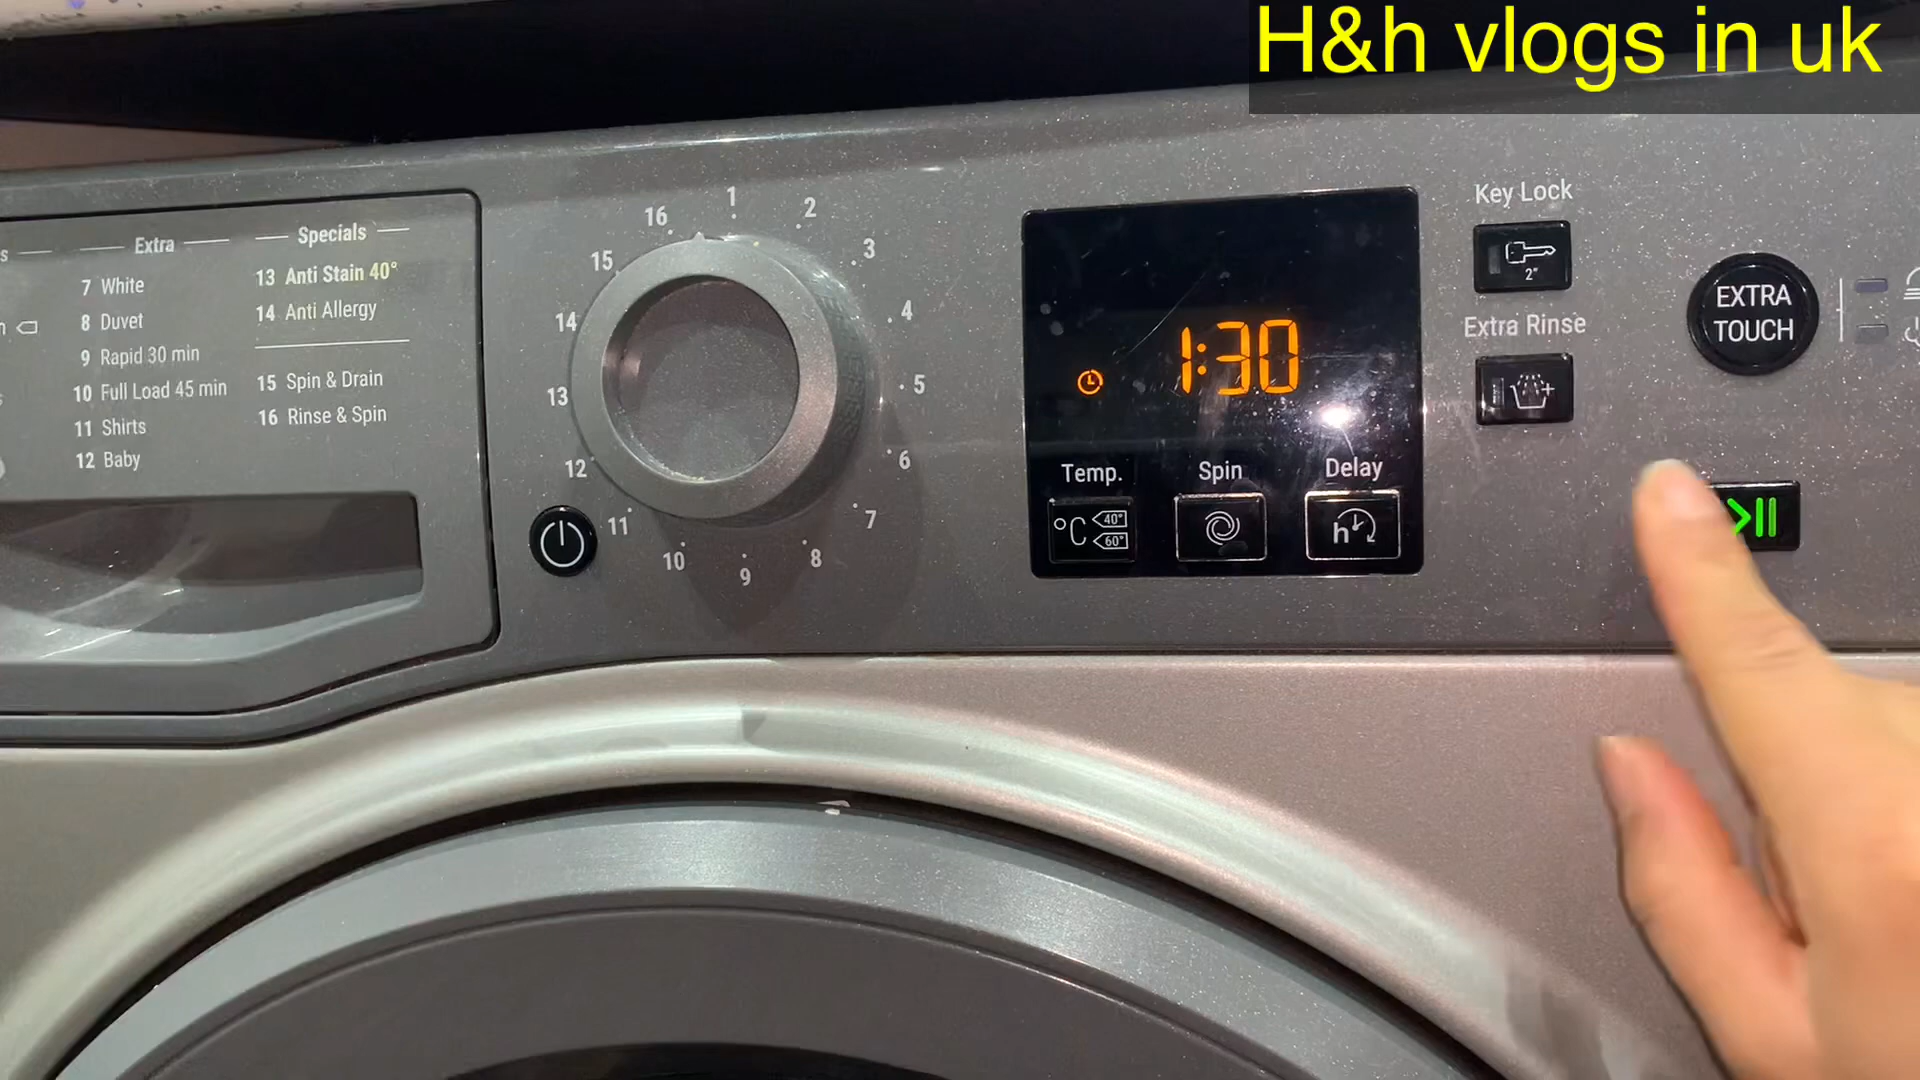 H&h vlogs in uk
Extra
7 White
8 Duvet
9 Rapid 30 min
10 Full Load 45 min
11 Shirts
12 Baby
Specials
13 Anti Stain 40°
14 Anti Allergy
15 Spin & Drain
16 Rinse & Spin
1
2
3
4
5
6
7
8
9
10
11
12
13
14
15
16
1:30
Temp.
°C 40° 60°
Spin
Delay
h
Key Lock
2"
Extra Rinse
EXTRA
TOUCH